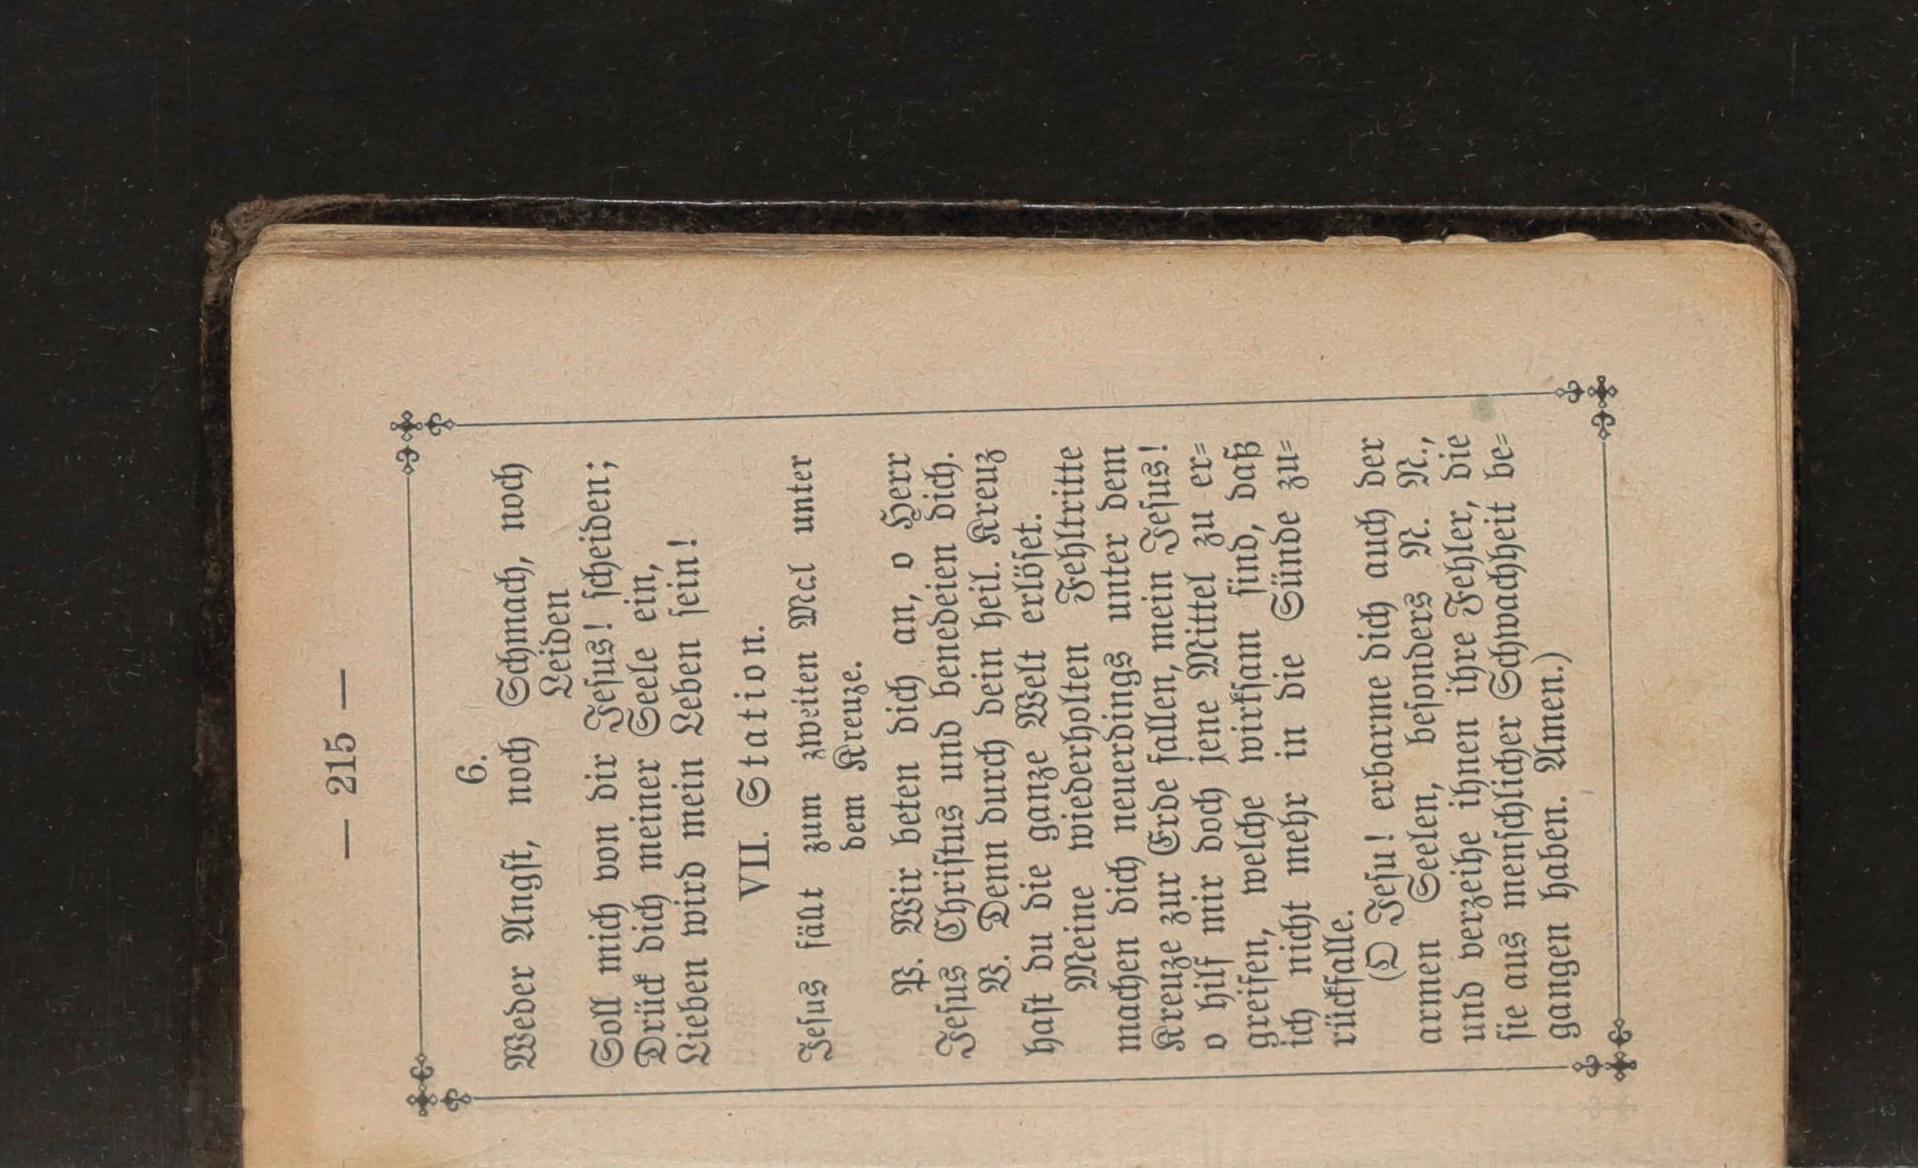 — 215 —
6.
Weder Angst, noch Schmach, noch
Leiden
Soll mich von dir Jesus! scheiden;
Drück dich meiner Seele ein,
Lieben wird mein Leben sein!
VII. Station.
Jesus fällt zum zweiten Mal unter
dem Kreuze.
P. Wir beten dich an, o Herr
Jesus Christus und benedeien dich.
V. Denn durch dein heil. Kreuz
hast du die ganze Welt erlöset.
Meine wiederholten Fehltritte
machen dich neuerdings unter dem
Kreuze zur Erde fallen, mein Jesus!
o hilf mir doch jene Mittel zu er-
greifen, welche wirksam sind, daß
ich nicht mehr in die Sünde zu-
rückfalle.
(O Jesu! erbarme dich auch der
armen Seelen, besonders N. N.,
und verzeihe ihnen ihre Fehler, die
sie aus menschlicher Schwachheit be-
gangen haben. Amen.)